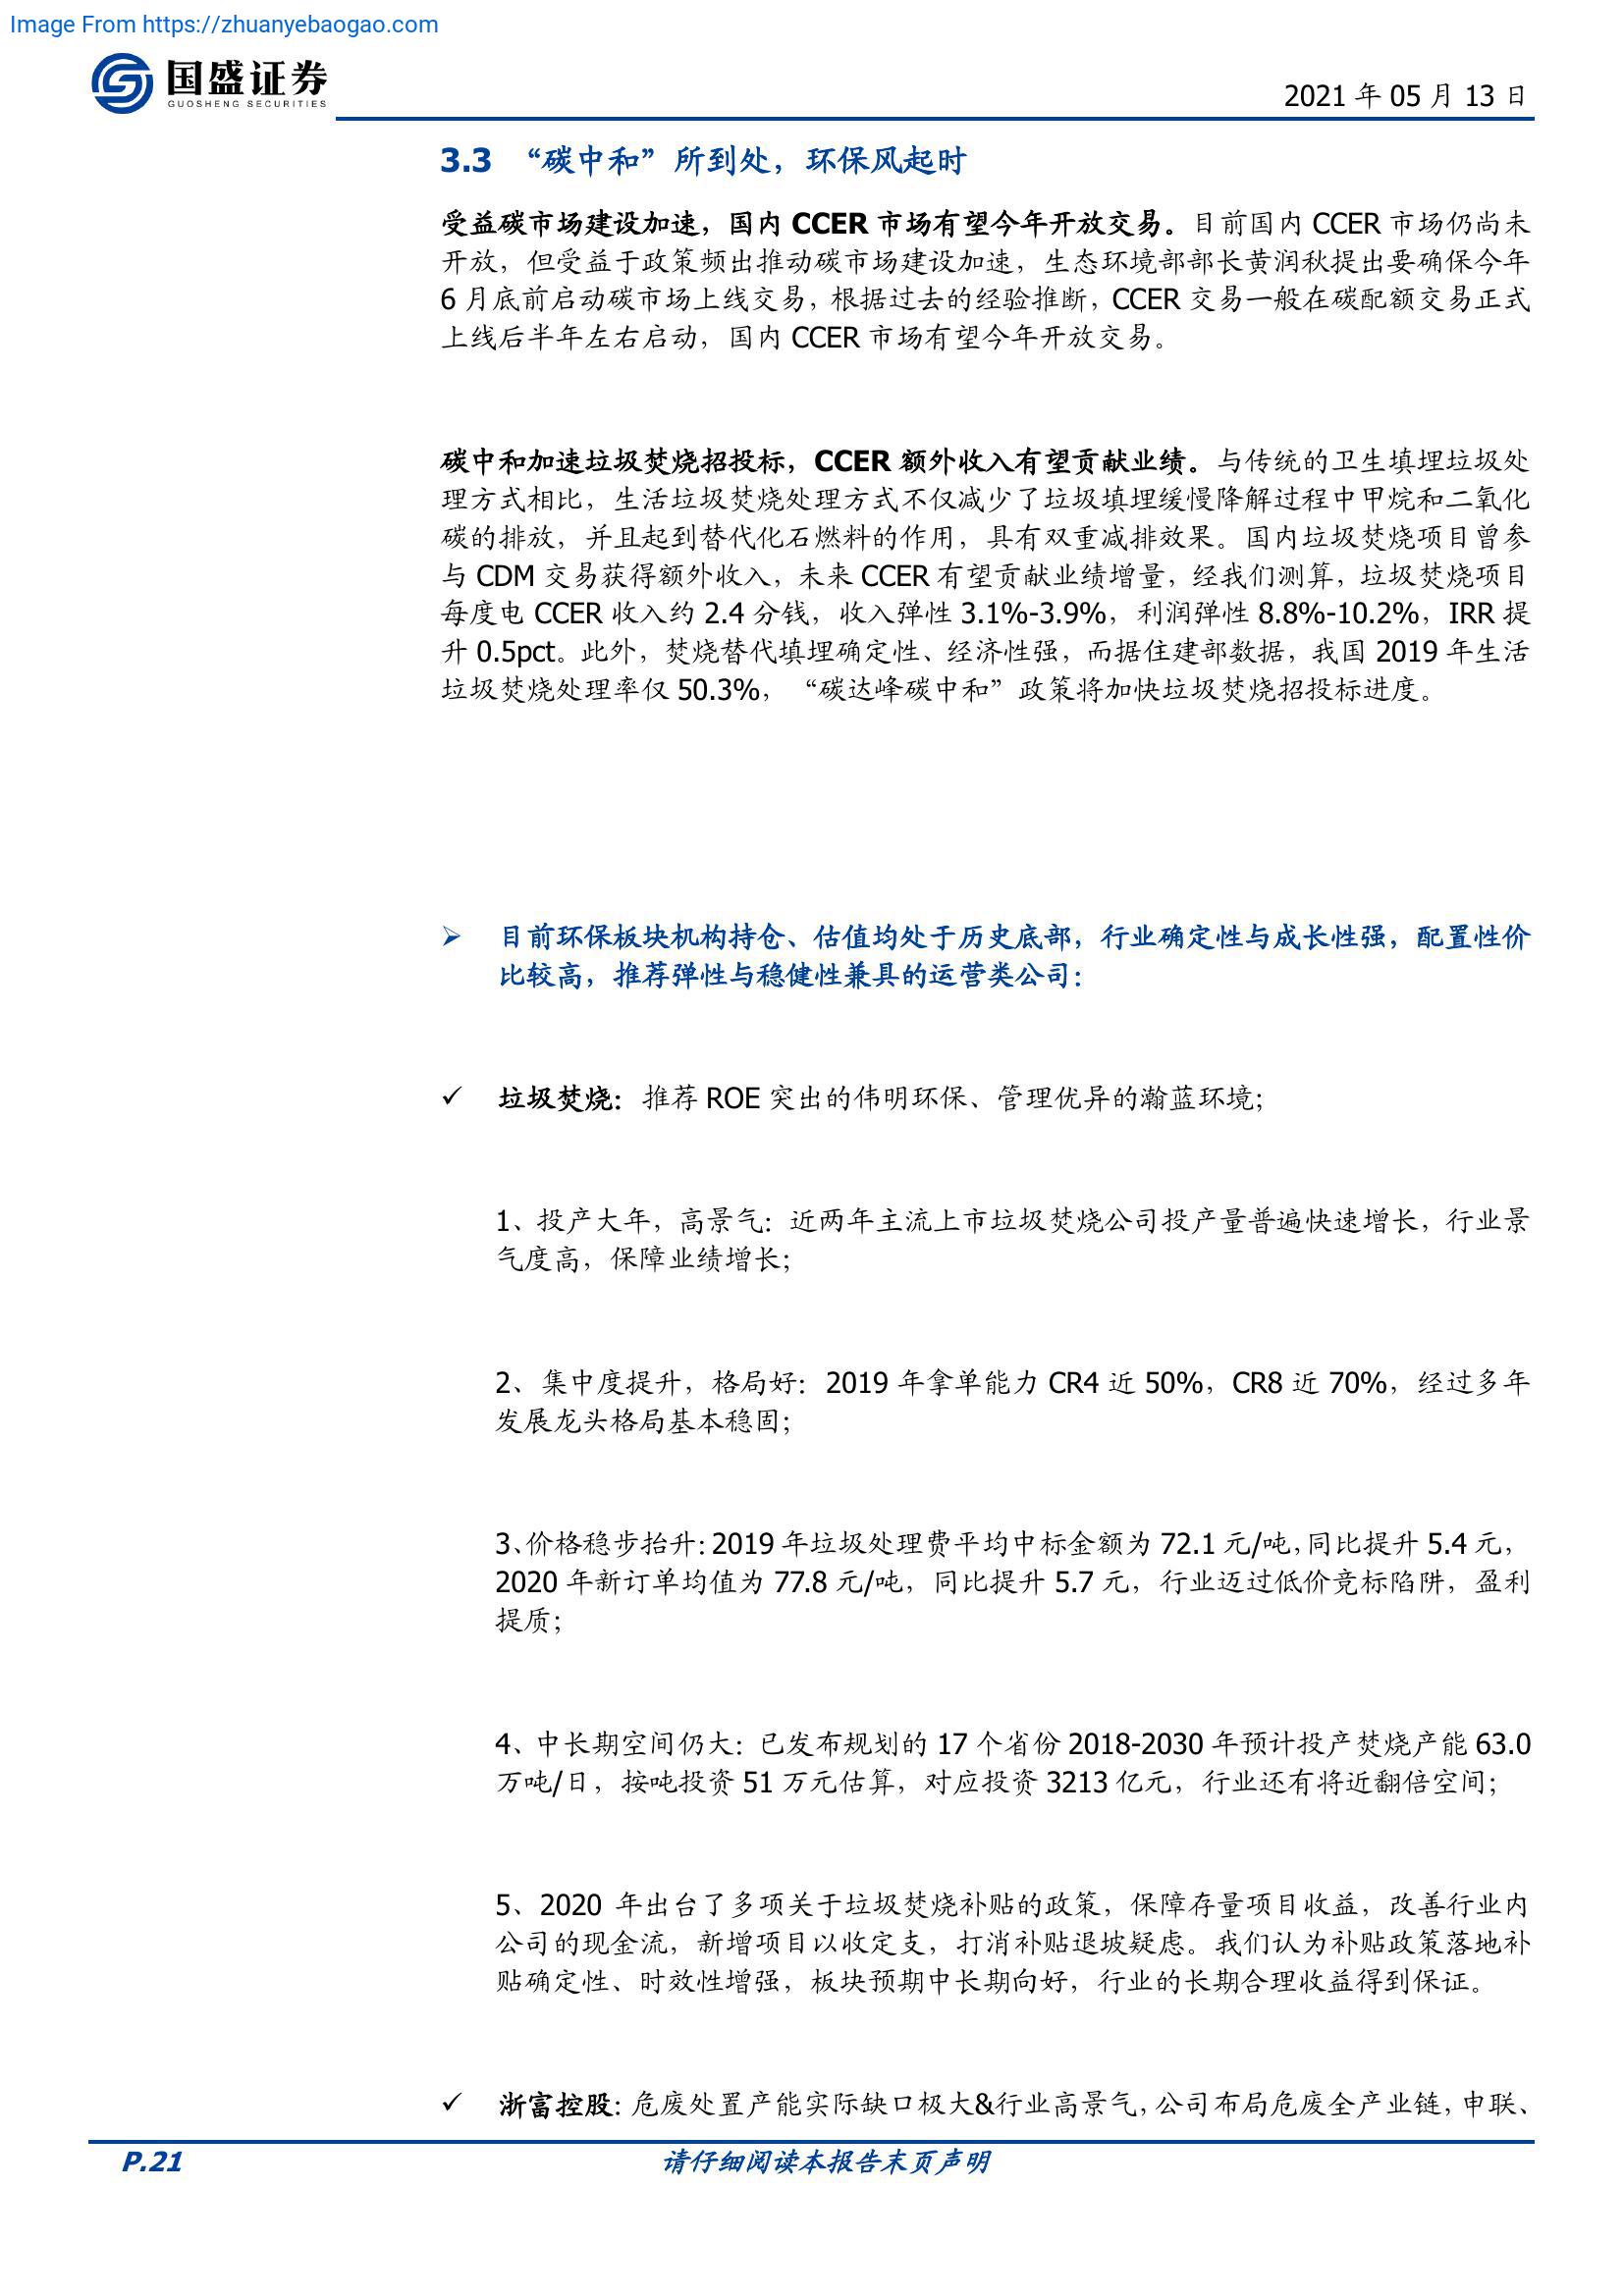 Image From https://zhuanyebaogao.com
国盛证券
GUOSHENG SECURITIES
2021 年 05 月 13 日
3.3 “碳中和”所到处，环保风起时
受益碳市场建设加速，国内 CCER 市场有望今年开放交易。目前国内 CCER 市场仍尚未
开放，但受益于政策频出推动碳市场建设加速，生态环境部部长黄润秋提出要确保今年
6 月底前启动碳市场上线交易，根据过去的经验推断，CCER 交易一般在碳配额交易正式
上线后半年左右启动，国内 CCER 市场有望今年开放交易。
碳中和加速垃圾焚烧招投标，CCER 额外收入有望贡献业绩。与传统的卫生填埋垃圾处
理方式相比，生活垃圾焚烧处理方式不仅减少了垃圾填埋缓慢降解过程中甲烷和二氧化
碳的排放，并且起到替代化石燃料的作用，具有双重减排效果。国内垃圾焚烧项目曾参
与 CDM 交易获得额外收入，未来 CCER 有望贡献业绩增量，经我们测算，垃圾焚烧项目
每度电 CCER 收入约 2.4 分钱，收入弹性 3.1%-3.9%，利润弹性 8.8%-10.2%，IRR 提
升 0.5pct。此外，焚烧替代填埋确定性、经济性强，而据住建部数据，我国 2019 年生活
垃圾焚烧处理率仅 50.3%，“碳达峰碳中和”政策将加快垃圾焚烧招投标进度。
➢ 目前环保板块机构持仓、估值均处于历史底部，行业确定性与成长性强，配置性价
比较高，推荐弹性与稳健性兼具的运营类公司：
✓ 垃圾焚烧：推荐 ROE 突出的伟明环保、管理优异的瀚蓝环境；
1、投产大年，高景气：近两年主流上市垃圾焚烧公司投产量普遍快速增长，行业景
气度高，保障业绩增长；
2、集中度提升，格局好：2019 年拿单能力 CR4 近 50%，CR8 近 70%，经过多年
发展龙头格局基本稳固；
3、价格稳步抬升：2019 年垃圾处理费平均中标金额为 72.1 元/吨，同比提升 5.4 元，
2020 年新订单均值为 77.8 元/吨，同比提升 5.7 元，行业迈过低价竞标陷阱，盈利
提质；
4、中长期空间仍大：已发布规划的 17 个省份 2018-2030 年预计投产焚烧产能 63.0
万吨/日，按吨投资 51 万元估算，对应投资 3213 亿元，行业还有将近翻倍空间；
5、2020 年出台了多项关于垃圾焚烧补贴的政策，保障存量项目收益，改善行业内
公司的现金流，新增项目以收定支，打消补贴退坡疑虑。我们认为补贴政策落地补
贴确定性、时效性增强，板块预期中长期向好，行业的长期合理收益得到保证。
✓ 浙富控股：危废处置产能实际缺口极大&行业高景气，公司布局危废全产业链，申联、
P.21
请仔细阅读本报告末页声明